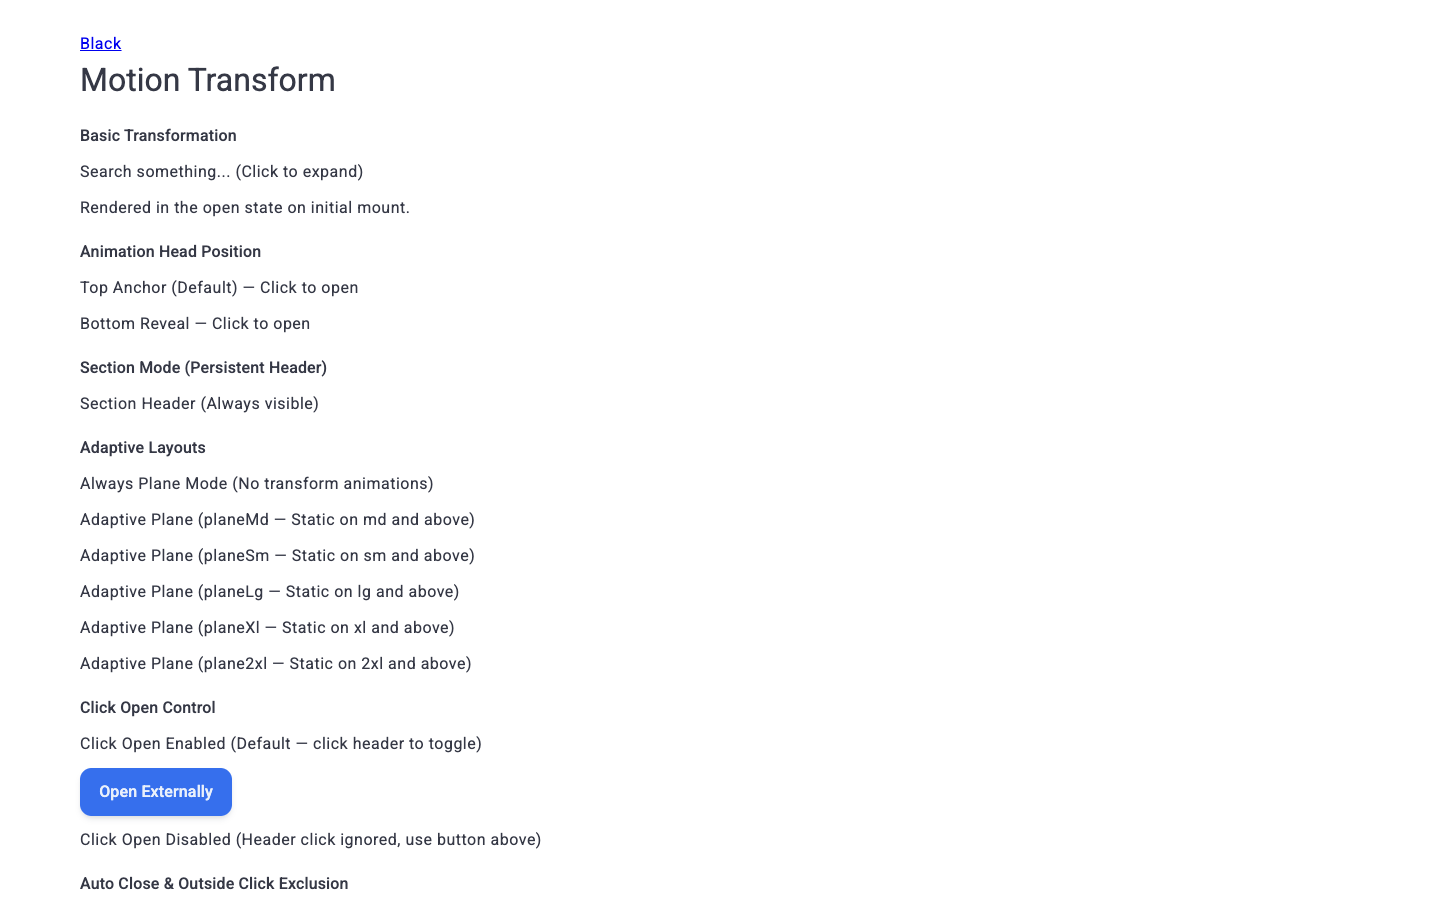 Black
Motion Transform
Basic Transformation
Search something... (Click to expand)
Rendered in the open state on initial mount.
Animation Head Position
Top Anchor (Default) — Click to open
Bottom Reveal — Click to open
Section Mode (Persistent Header)
Section Header (Always visible)
Adaptive Layouts
Always Plane Mode (No transform animations)
Adaptive Plane (planeMd — Static on md and above)
Adaptive Plane (planeSm — Static on sm and above)
Adaptive Plane (planeLg — Static on lg and above)
Adaptive Plane (planeXl — Static on xl and above)
Adaptive Plane (plane2xl — Static on 2xl and above)
Click Open Control
Click Open Enabled (Default — click header to toggle)
Open Externally
Click Open Disabled (Header click ignored, use button above)
Auto Close & Outside Click Exclusion